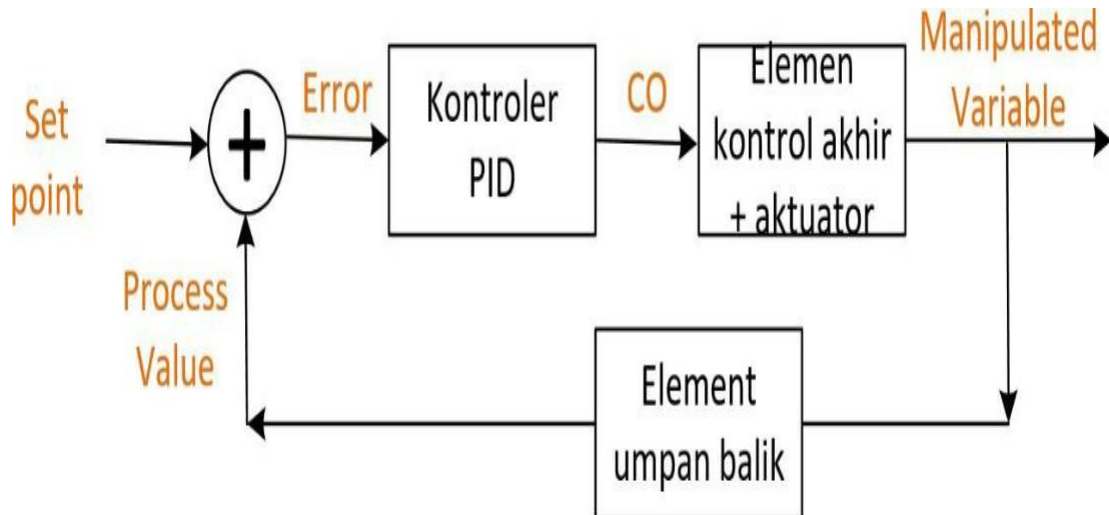 Set
point
+
Error
Kontroler
PID
CO
Elemen
kontrol akhir
+ aktuator
Manipulated
Variable
Process
Value
Element
umpan balik